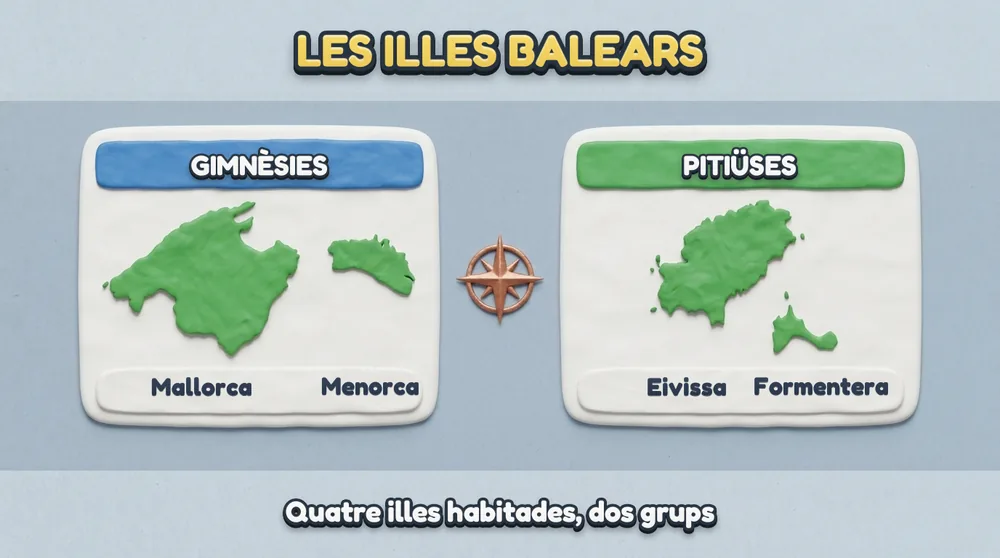 LES ILLES BALEARS
GIMNÈSIES
PITIÜSES
Mallorca
Menorca
Eivissa
Formentera
Quatre illes habitades, dos grups